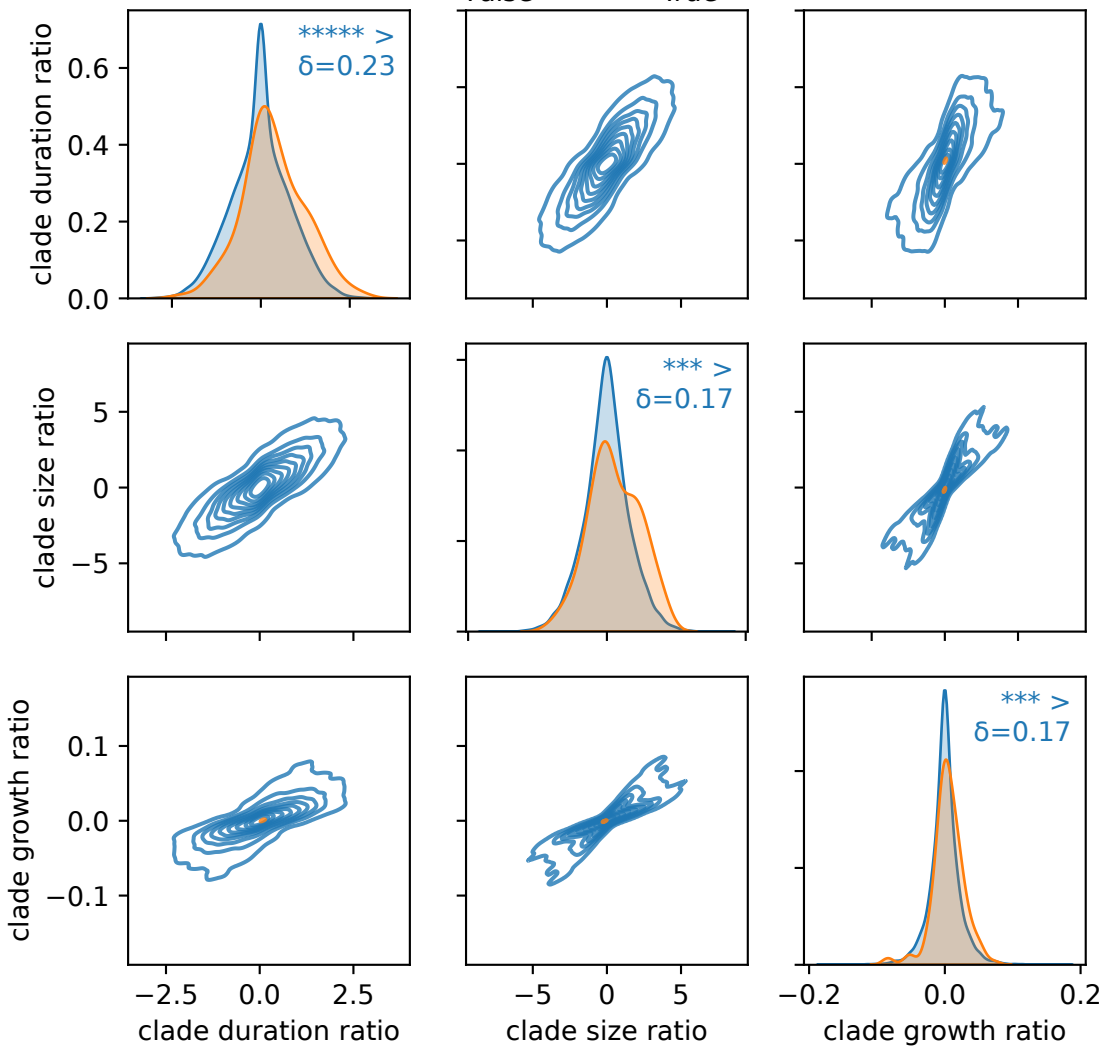 ***** >
δ=0.23
clade duration ratio
0.6
0.4
0.2
0.0
*** >
δ=0.17
clade size ratio
5
0
−5
*** >
δ=0.17
clade growth ratio
0.1
0.0
−0.1
−2.5 0.0 2.5
−5 0 5
−0.2 0.0 0.2
clade duration ratio
clade size ratio
clade growth ratio